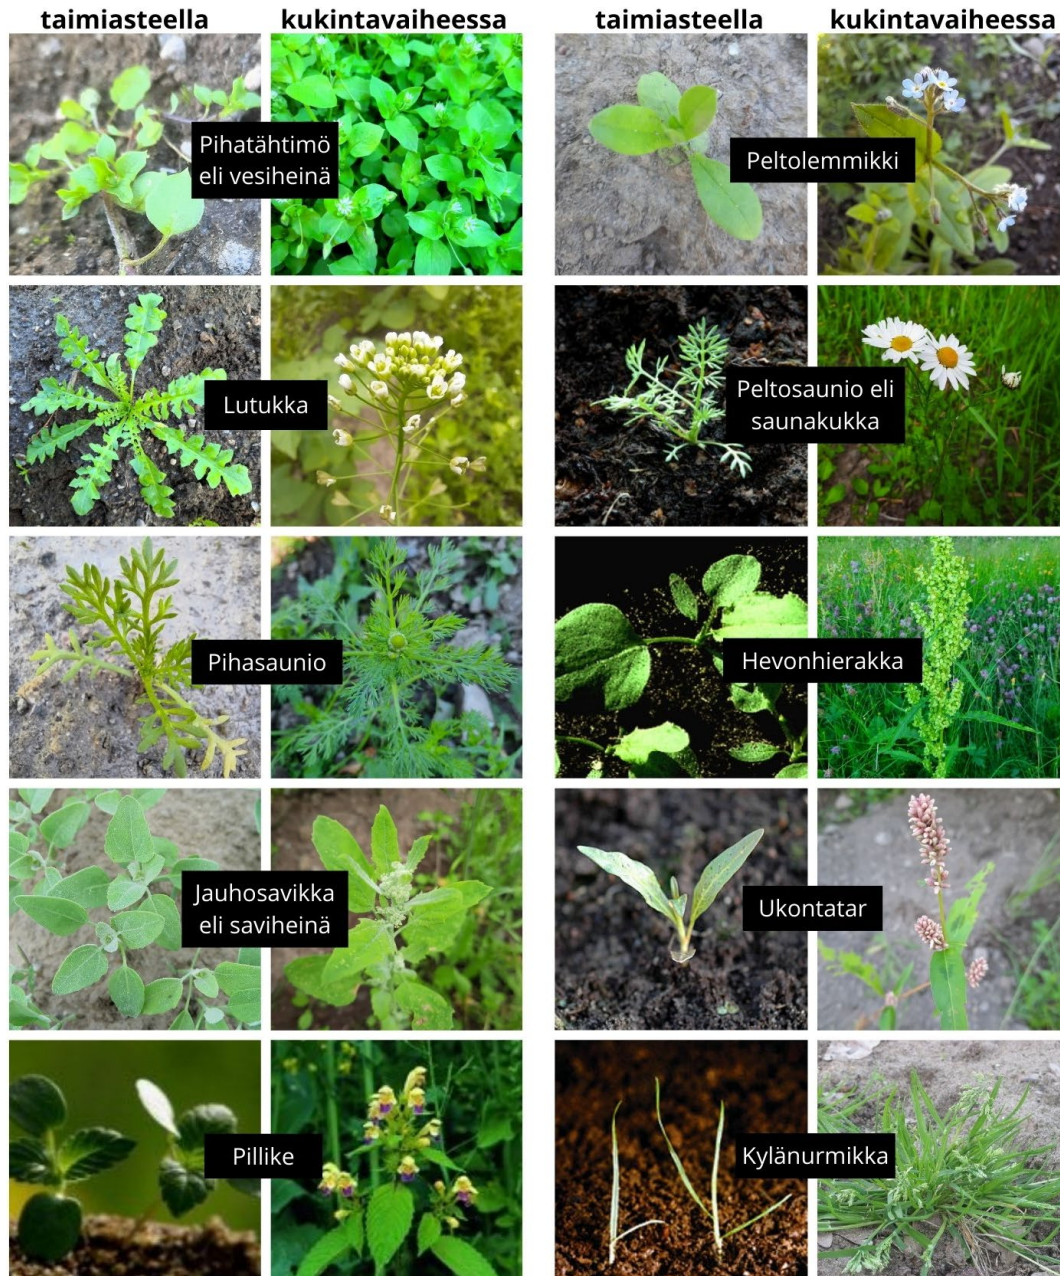 taimiasteella
kukintavaiheessa
taimiasteella
kukintavaiheessa
Pihatähtimö
eli vesiheinä
Peltolemmikki
Lutukka
Peltosaunio eli
saunakukka
Pihasaunio
Hevonhierakka
Jauhosavikka
eli saviheinä
Ukontatar
Pillike
Kylänurmikka